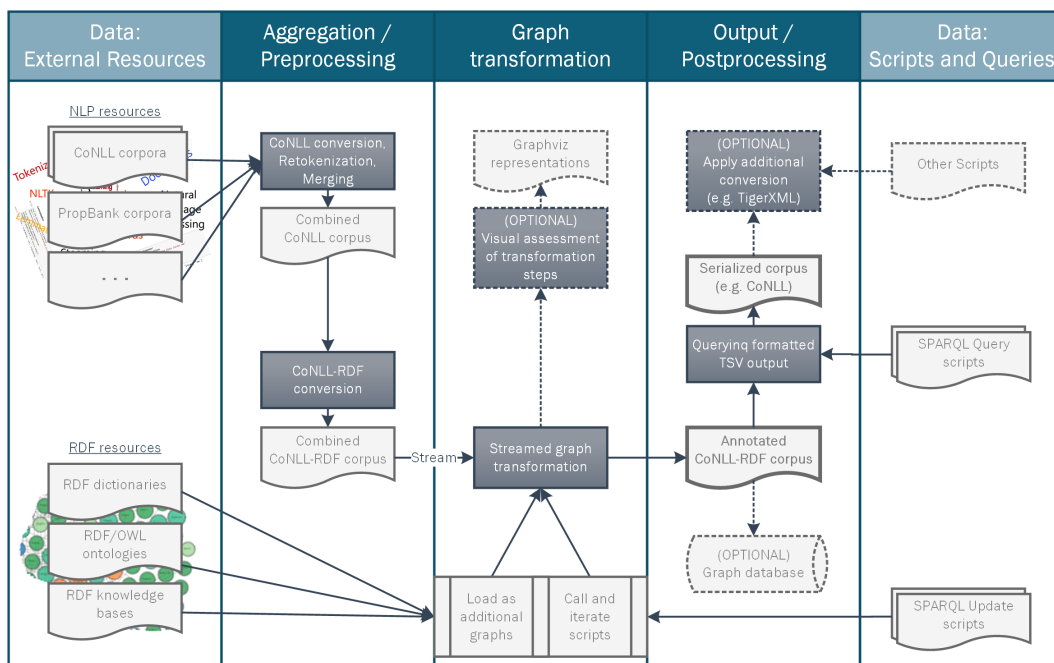 Data:
External Resources
Aggregation /
Preprocessing
Graph
transformation
Output /
Postprocessing
Data:
Scripts and Queries
NLP resources
CoNLL corpora
PropBank corpora
. . .
RDF resources
RDF dictionaries
RDF/OWL
ontologies
RDF knowledge
bases
CoNLL conversion,
Retokenization,
Merging
Combined
CoNLL corpus
CoNLL-RDF
conversion
Combined
CoNLL-RDF corpus
Stream
Graphviz
representations
(OPTIONAL)
Visual assessment
of transformation
steps
Streamed graph
transformation
Load as
additional
graphs
Call and
iterate
scripts
(OPTIONAL)
Apply additional
conversion
(e.g. TigerXML)
Serialized corpus
(e.g. CoNLL)
Querying formatted
TSV output
Annotated
CoNLL-RDF corpus
(OPTIONAL)
Graph database
Other Scripts
SPARQL Query
scripts
SPARQL Update
scripts